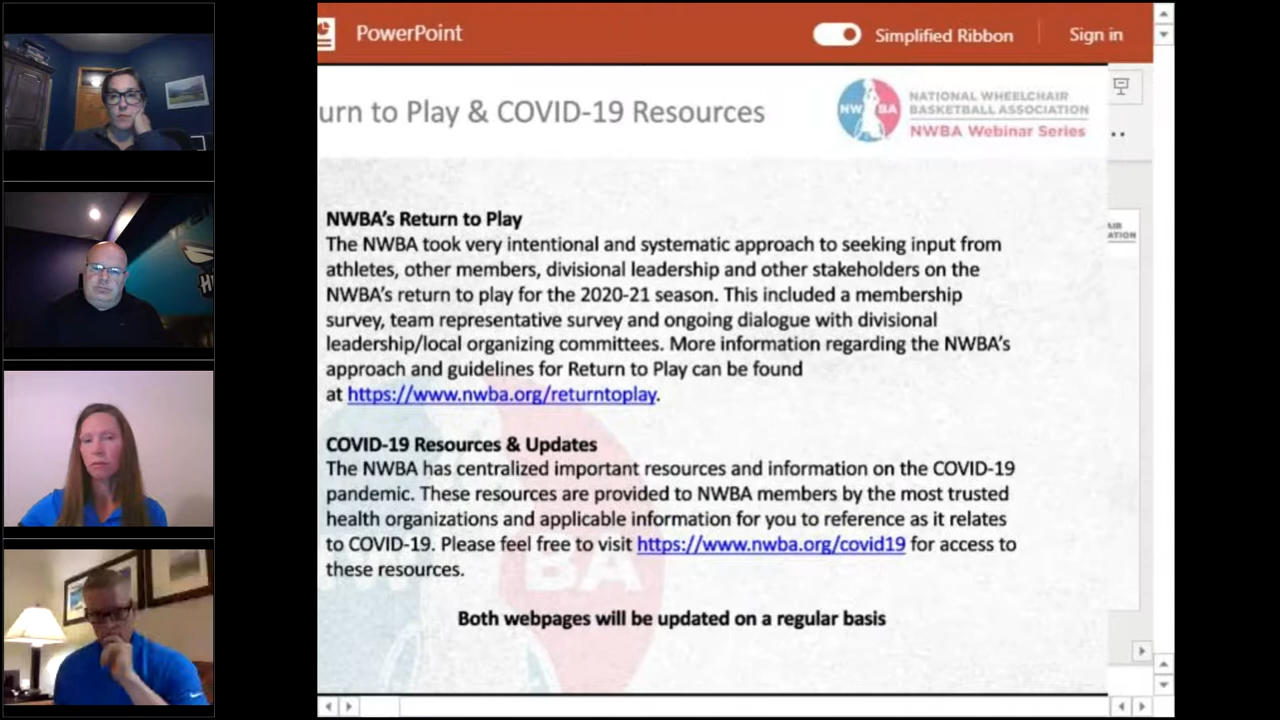 PowerPoint
Simplified Ribbon
Sign in
urn to Play & COVID-19 Resources
NW BA
NATIONAL WHEELCHAIR
BASKETBALL ASSOCIATION
NWBA Webinar Series
NWBA's Return to Play
The NWBA took very intentional and systematic approach to seeking input from
athletes, other members, divisional leadership and other stakeholders on the
NWBA's return to play for the 2020-21 season. This included a membership
survey, team representative survey and ongoing dialogue with divisional
leadership/local organizing committees. More information regarding the NWBA's
approach and guidelines for Return to Play can be found
at https://www.nwba.org/returntoplay.
COVID-19 Resources & Updates
The NWBA has centralized important resources and information on the COVID-19
pandemic. These resources are provided to NWBA members by the most trusted
health organizations and applicable information for you to reference as it relates
to COVID-19. Please feel free to visit https://www.nwba.org/covid19 for access to
these resources.
BA
Both webpages will be updated on a regular basis